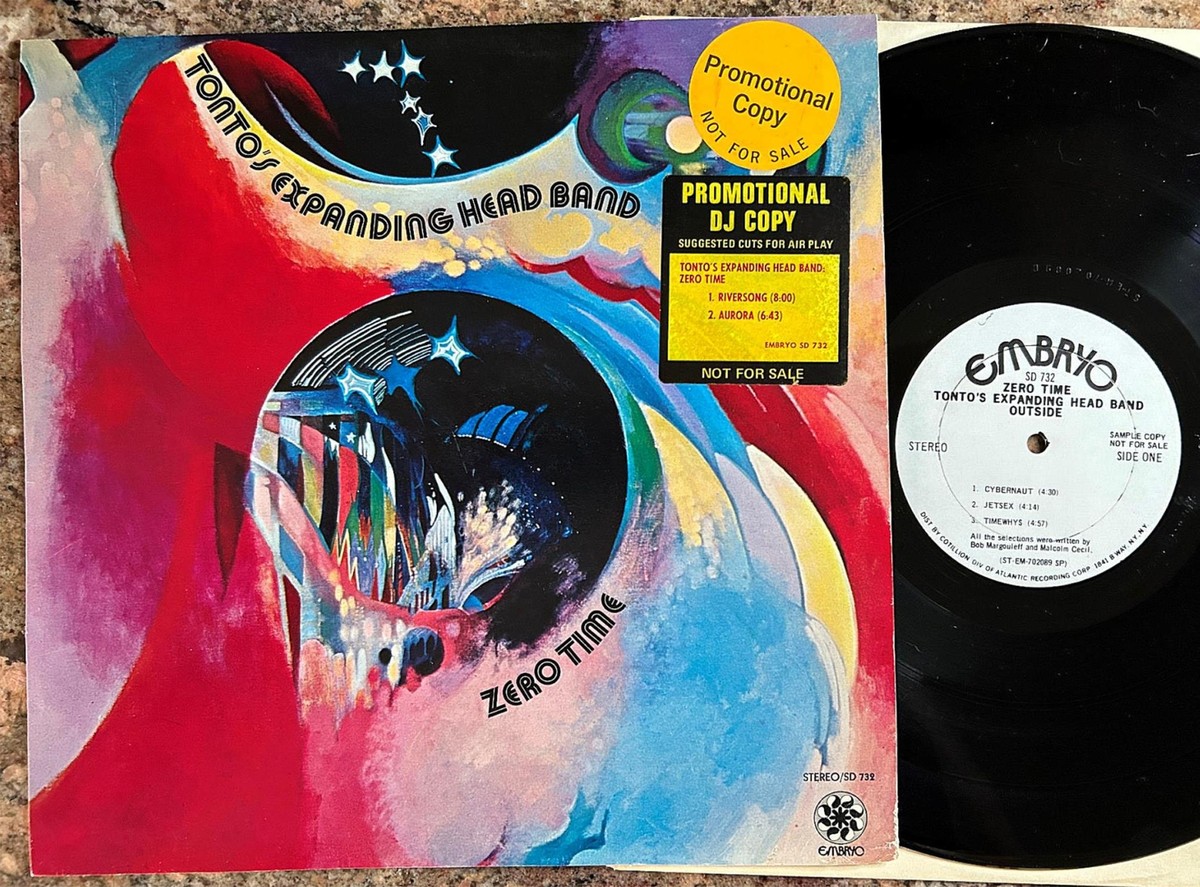 TONTO'S EXPANDING HEAD BAND
Promotional
Copy
NOT FOR SALE
PROMOTIONAL
DJ COPY
SUGGESTED CUTS FOR AIR PLAY
TONTO'S EXPANDING HEAD BAND:
ZERO TIME
1. RIVERSONG (8:00)
2. AURORA (6:43)
EMBRYO SD 732
NOT FOR SALE
ZERO TIME
STEREO/SD 732
EMBRYO
EMBRYO
SD 732
ZERO TIME
TONTO'S EXPANDING HEAD BAND
OUTSIDE
STEREO
SAMPLE COPY
NOT FOR SALE
SIDE ONE
1. CYBERNAUT (4:30)
2. JETSEX (4:14)
3. TIMEWHYS (4:57)
All the selections were written by
Bob Margouleff and Malcolm Cecil.
(ST-EM-702089 SP)
DIST BY COTILLION DIV OF ATLANTIC RECORDING CORP 1841 B WAY, N.Y. N.Y.